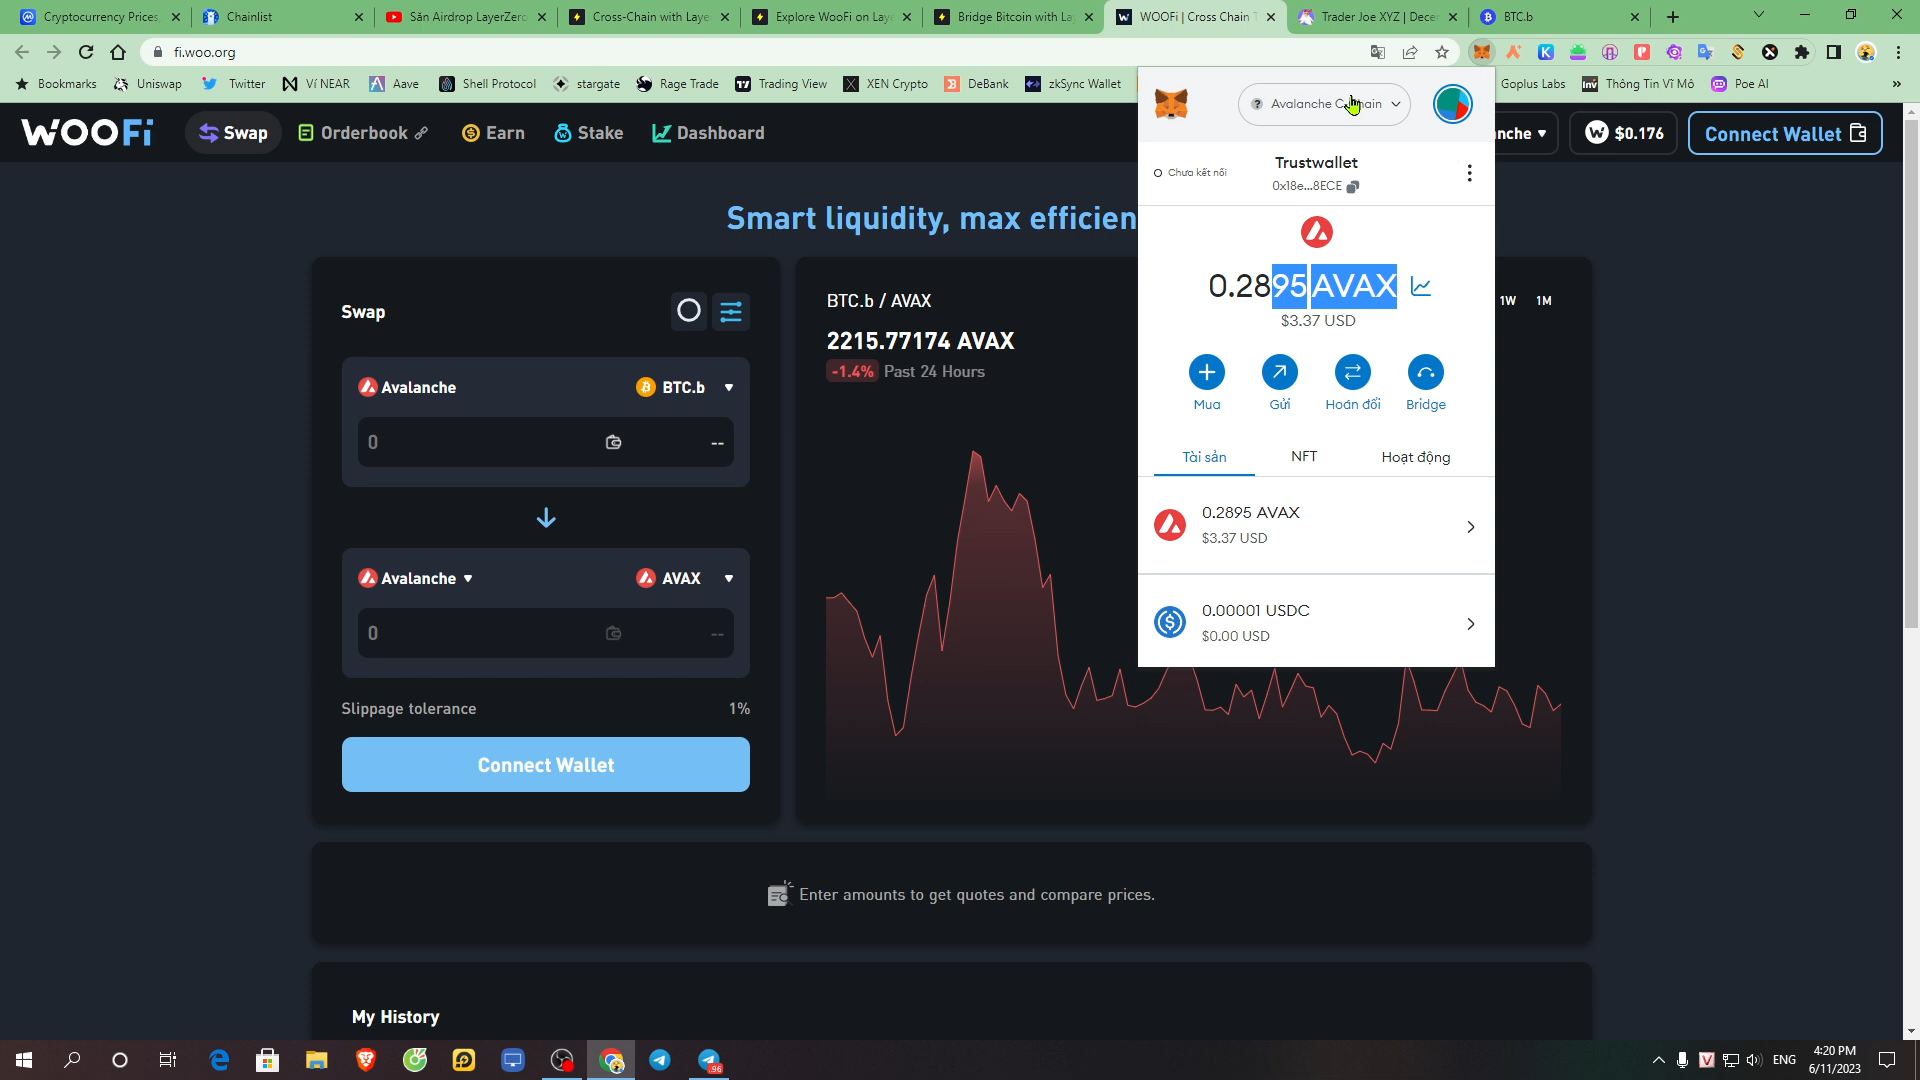 Cryptocurrency Prices,
Chainlist
Săn Airdrop LayerZero
Cross-Chain with Laye
Explore WooFi on Laye
Bridge Bitcoin with La
WOOFi | Cross Chain
Trader Joe XYZ | Dece
BTC.b
fi.woo.org
Bookmarks
Uniswap
Twitter
Ví NEAR
Aave
Shell Protocol
stargate
Rage Trade
Trading View
XEN Crypto
DeBank
zkSync Wallet
Goplus Labs
Thông Tin Vĩ Mô
Poe AI
WOOFi
Swap
Orderbook
Earn
Stake
Dashboard
nche
$0.176
Connect Wallet
Smart liquidity, max efficien
Swap
Avalanche
BTC.b
0
--
Avalanche
AVAX
0
--
Slippage tolerance
1%
Connect Wallet
BTC.b / AVAX
2215.77174 AVAX
-1.4% Past 24 Hours
1W
1M
Chưa kết nối
Trustwallet
0x18e...8ECE
0.2895 AVAX
$3.37 USD
Mua
Gửi
Hoán đổi
Bridge
Tài sản
NFT
Hoạt động
0.2895 AVAX
$3.37 USD
0.00001 USDC
$0.00 USD
Enter amounts to get quotes and compare prices.
My History
96
ENG
4:20 PM
6/11/2023